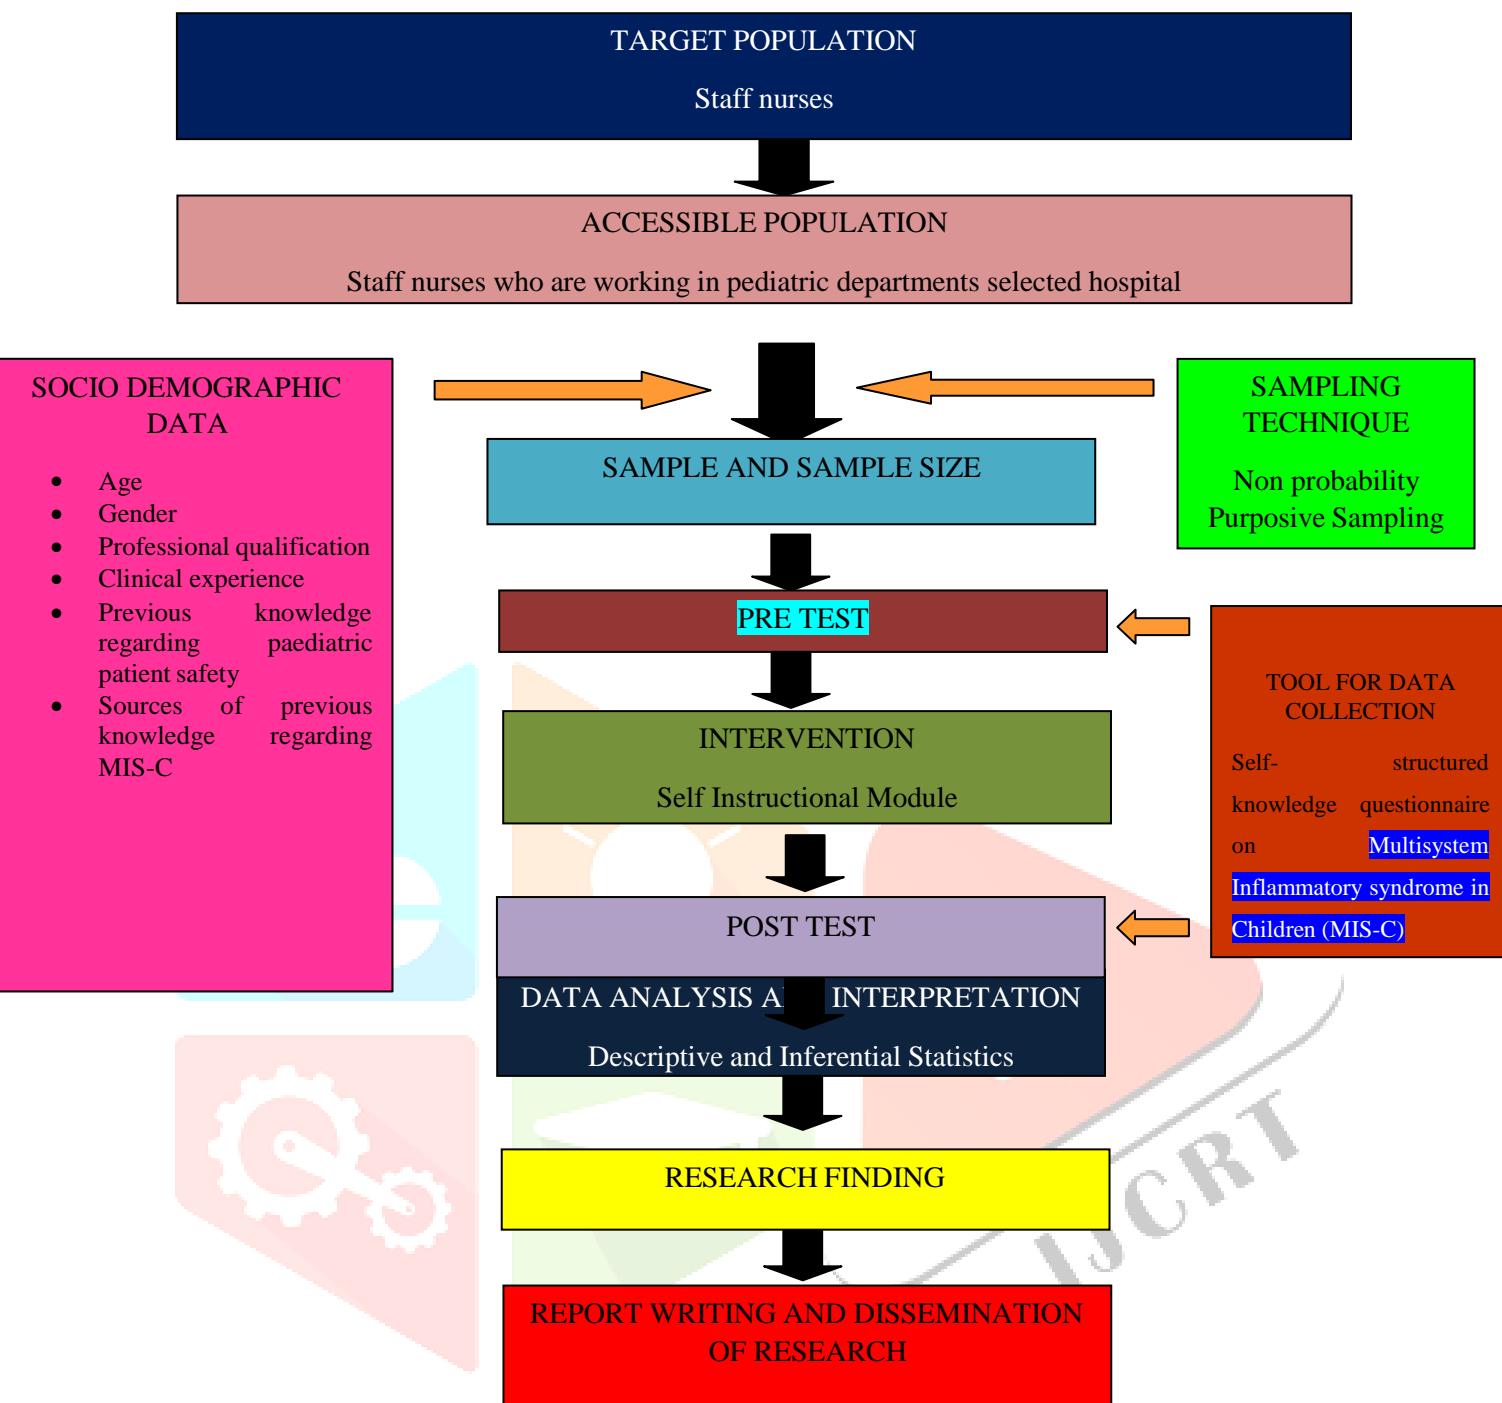 TARGET POPULATION
Staff nurses
ACCESSIBLE POPULATION
Staff nurses who are working in pediatric departments selected hospital
SOCIO DEMOGRAPHIC
DATA
• Age
• Gender
• Professional qualification
• Clinical experience
• Previous knowledge
regarding paediatric
patient safety
• Sources of previous
knowledge regarding
MIS-C
SAMPLING
TECHNIQUE
Non probability
Purposive Sampling
SAMPLE AND SAMPLE SIZE
PRE TEST
TOOL FOR DATA
COLLECTION
Self- structured
knowledge questionnaire
on Multisystem
Inflammatory syndrome in
Children (MIS-C)
INTERVENTION
Self Instructional Module
POST TEST
DATA ANALYSIS INTERPRETATION
Descriptive and Inferential Statistics
RESEARCH FINDING
REPORT WRITING AND DISSEMINATION
OF RESEARCH
IJCRT